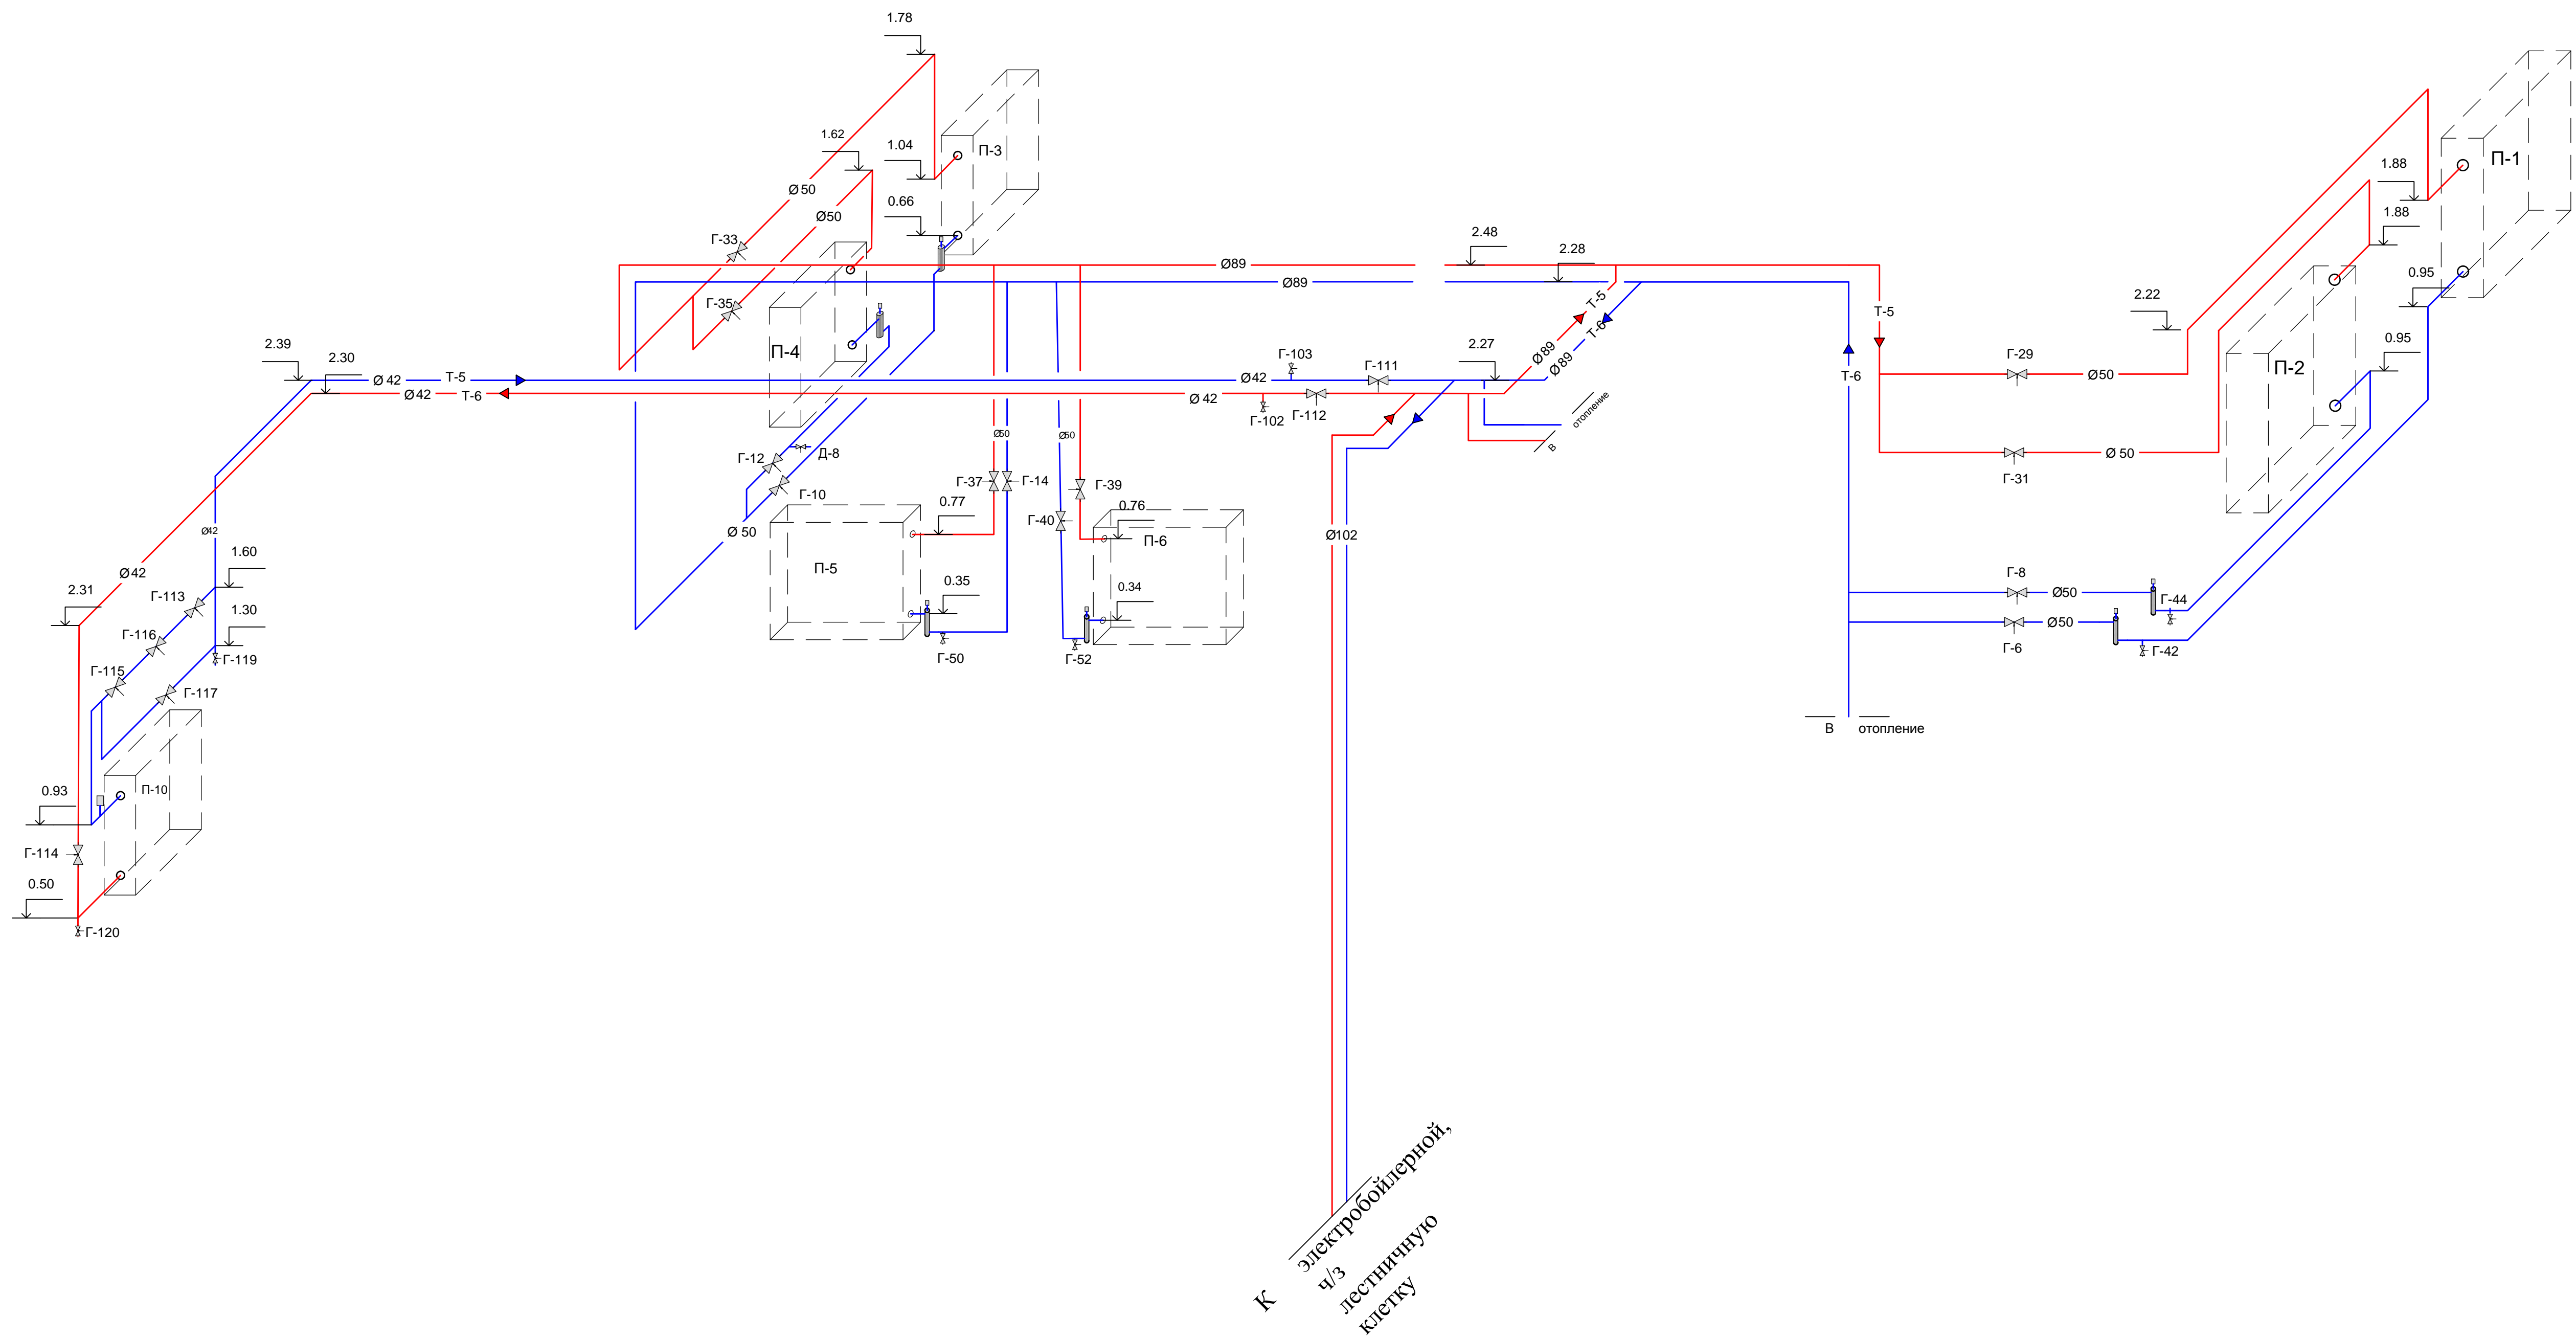 1.78
1.62
1.04
П-3
0.66
Ø 50
Ø50
Г-33
Г-35
П-4
2.39
2.30
Ø 42
Т-5
Ø 42
Т-6
Ø89
Ø89
2.48
2.28
Т-5
Т-6
Ø89
Ø89
2.27
Г-103
Г-111
Ø42
Ø 42
Г-102
Г-112
отопление
В
Т-5
Т-6
П-1
1.88
1.88
0.95
2.22
Г-29
Ø50
П-2
0.95
Г-31
Ø 50
Г-8
Ø50
Г-44
Г-6
Ø50
Г-42
В отопление
Г-12
Д-8
Г-10
Ø 50
Ø50
Ø50
Г-37
Г-14
Г-39
0.77
0.76
Г-40
П-5
П-6
0.35
0.34
Г-50
Г-52
Ø102
Ø42
1.60
Ø 42
2.31
Г-113
1.30
Г-116
Г-119
Г-115
Г-117
П-10
0.93
Г-114
0.50
Г-120
К электробойлерной,
ч/з
лестничную
клетку